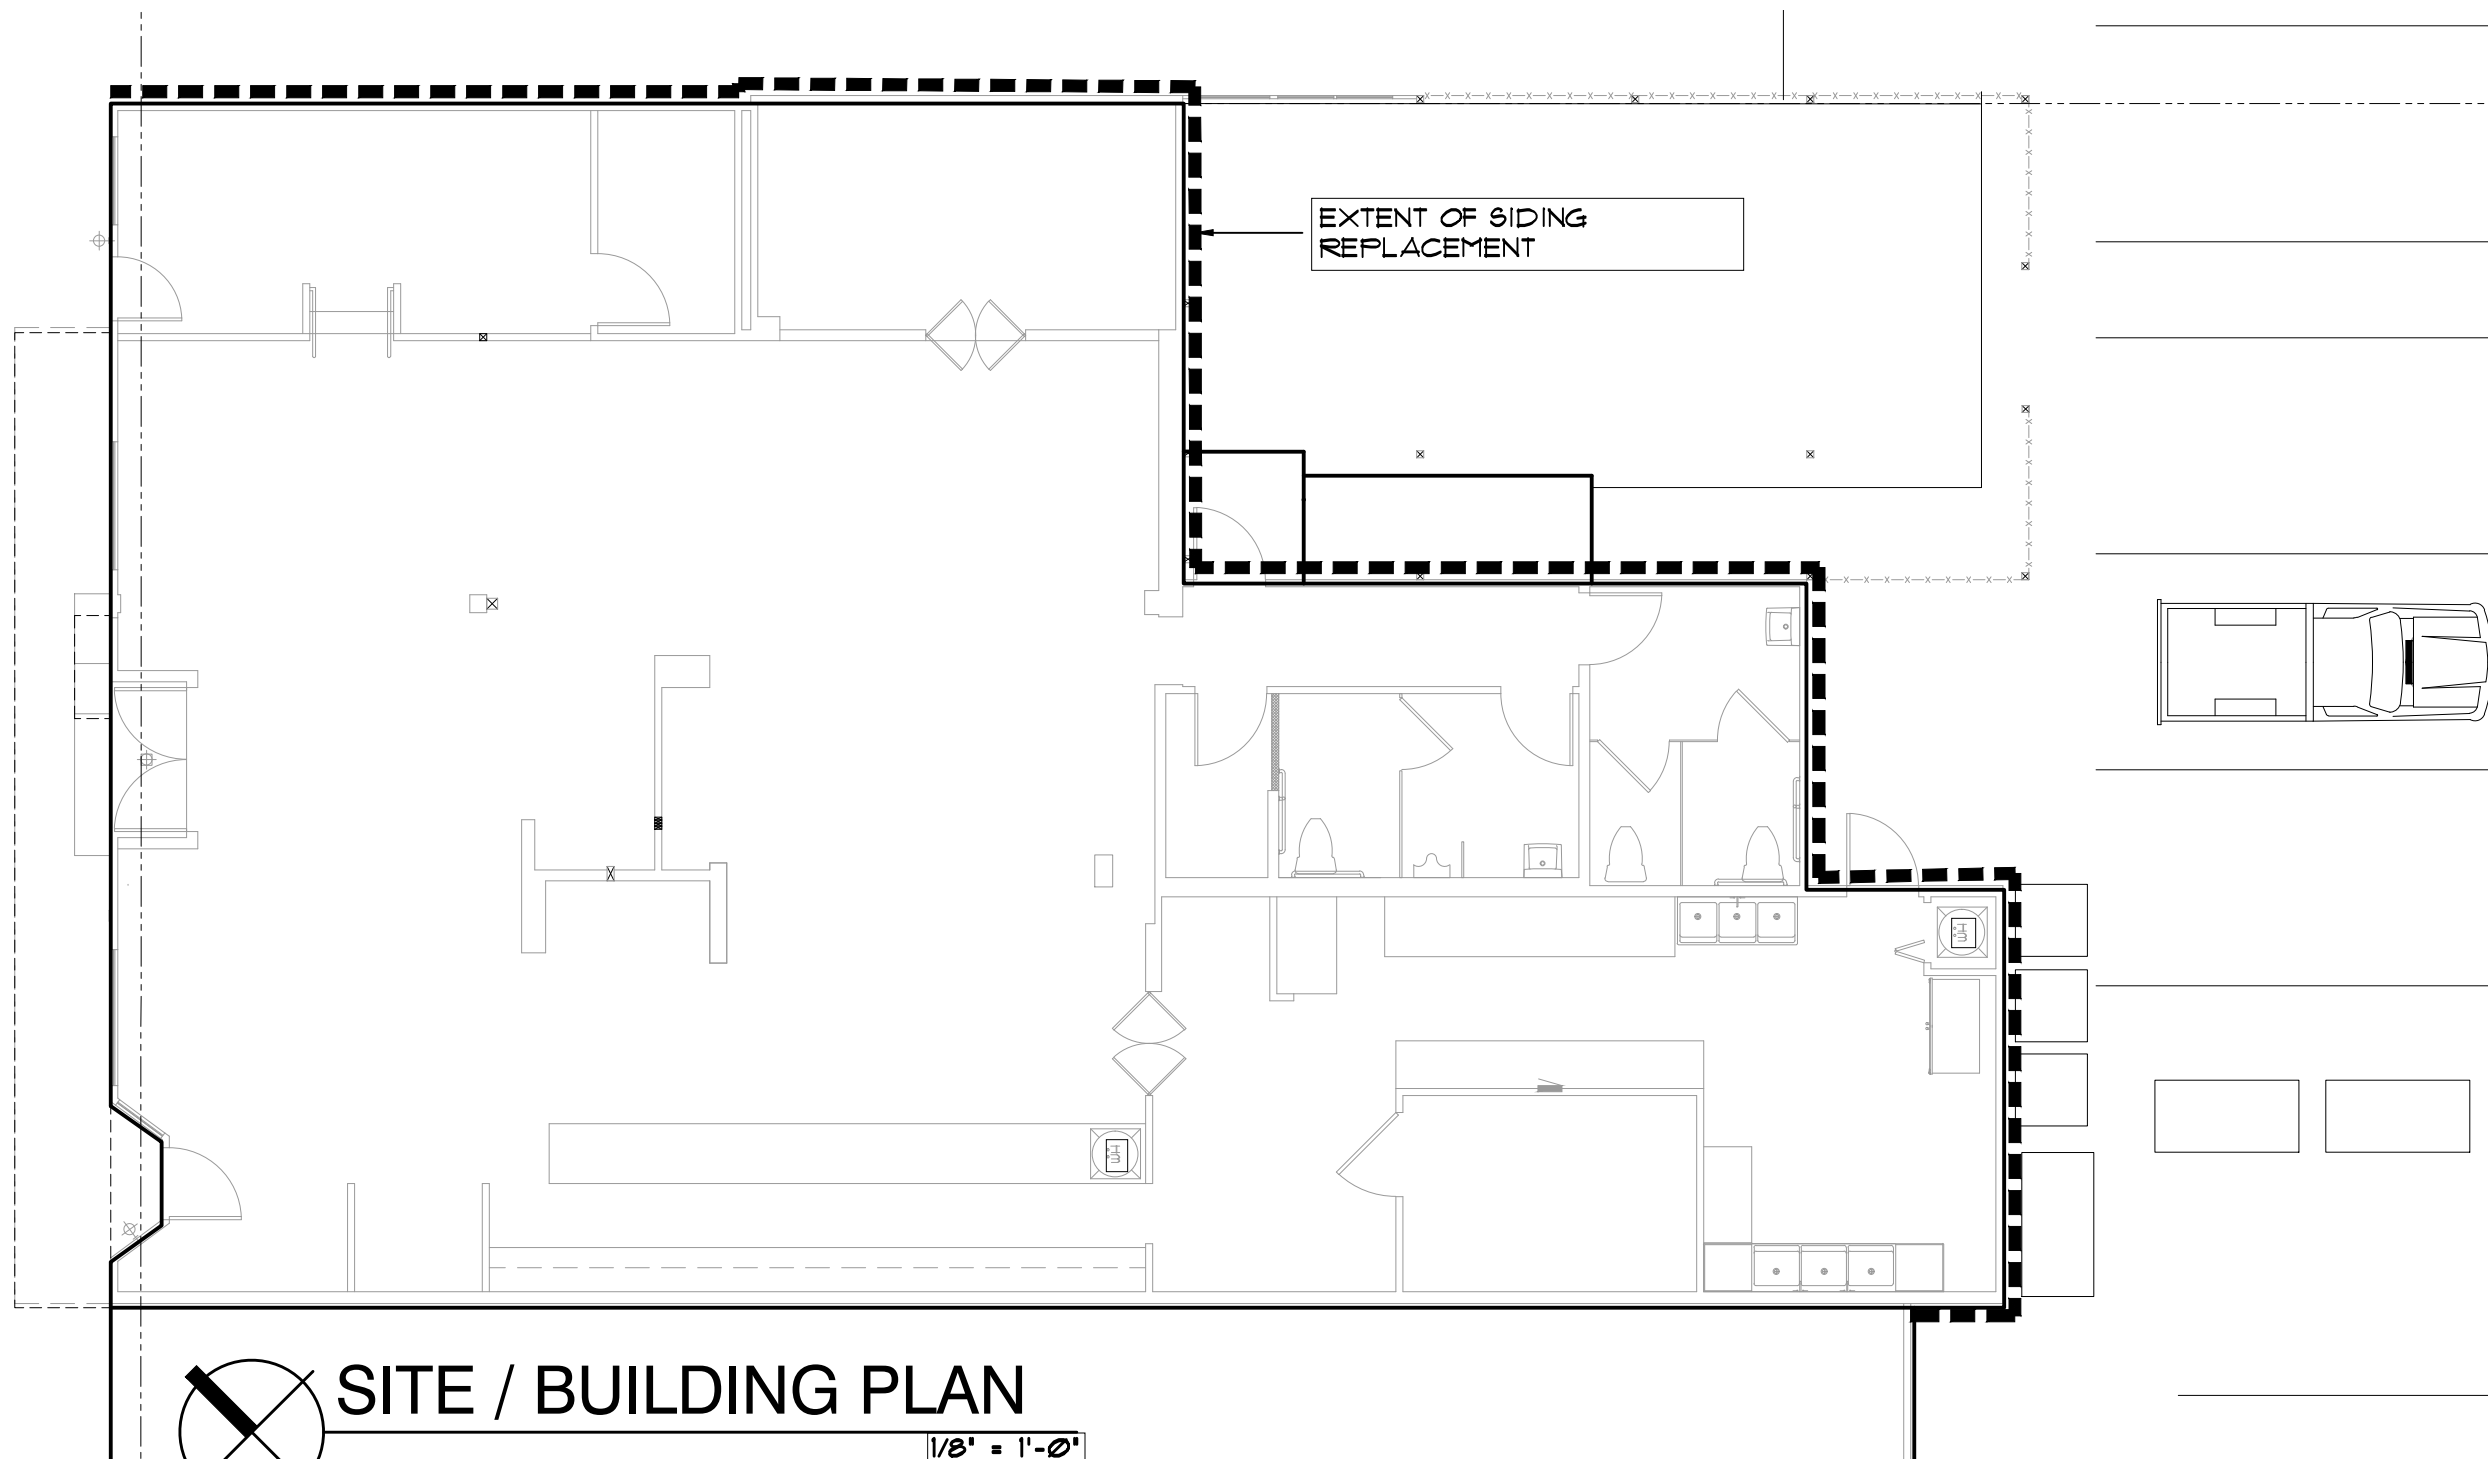 EXTENT OF SIDING
REPLACEMENT
SITE / BUILDING PLAN
1/8" = 1'-0"